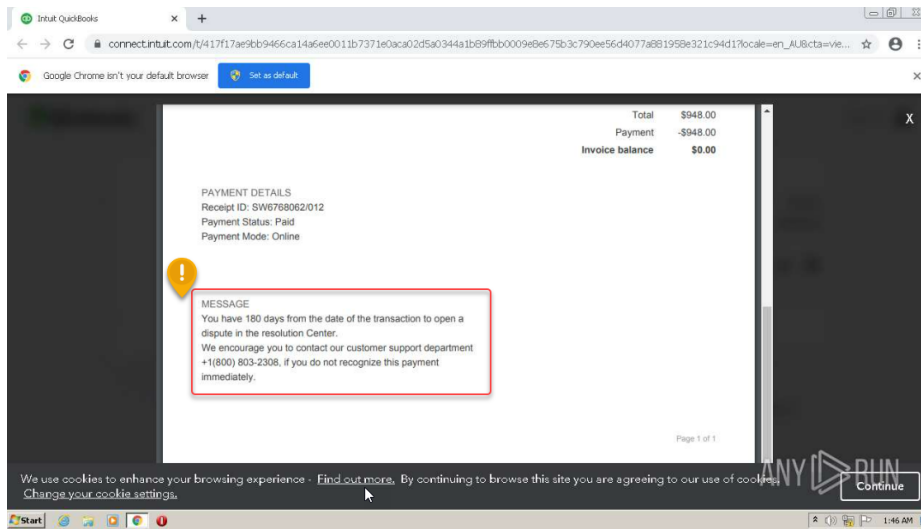 Intuit QuickBooks
connect.intuit.com/t/417f17ae9bb9466ca14a6ee0011b7371e0aca02d5a0344a1b89ffbb0009e8e675b3c790ee56d4077a881958e321c94d1?locale=en_AU&cta=vie...
Google Chrome isn't your default browser
Set as default
X
Total $948.00
Payment -$948.00
Invoice balance $0.00
PAYMENT DETAILS
Receipt ID: SW6768062/012
Payment Status: Paid
Payment Mode: Online
!
MESSAGE
You have 180 days from the date of the transaction to open a
dispute in the resolution Center.
We encourage you to contact our customer support department
+1(800) 803-2308, if you do not recognize this payment
immediately.
Page 1 of 1
We use cookies to enhance your browsing experience - Find out more. By continuing to browse this site you are agreeing to our use of cookies.
Change your cookie settings.
Continue
ANY RUN
Start
1:46 AM